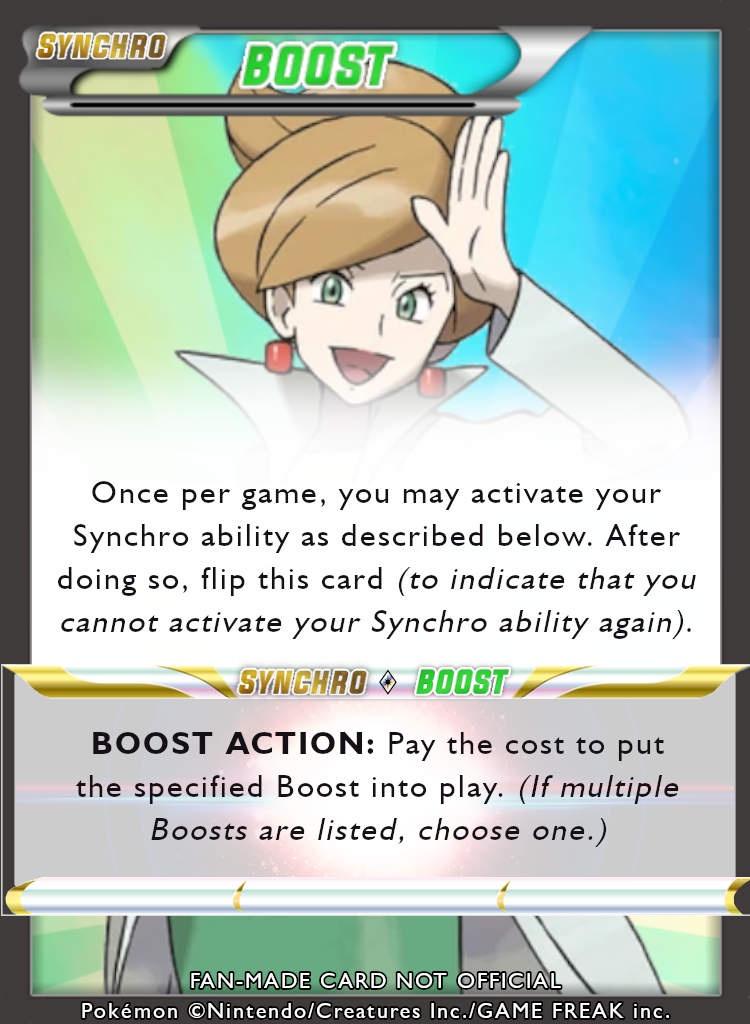 SYNCHRO
BOOST
Once per game, you may activate your
Synchro ability as described below. After
doing so, flip this card (to indicate that you
cannot activate your Synchro ability again).
SYNCHRO BOOST
BOOST ACTION: Pay the cost to put
the specified Boost into play. (If multiple
Boosts are listed, choose one.)
FAN-MADE CARD NOT OFFICIAL
Pokémon ©Nintendo/Creatures Inc./GAME FREAK inc.